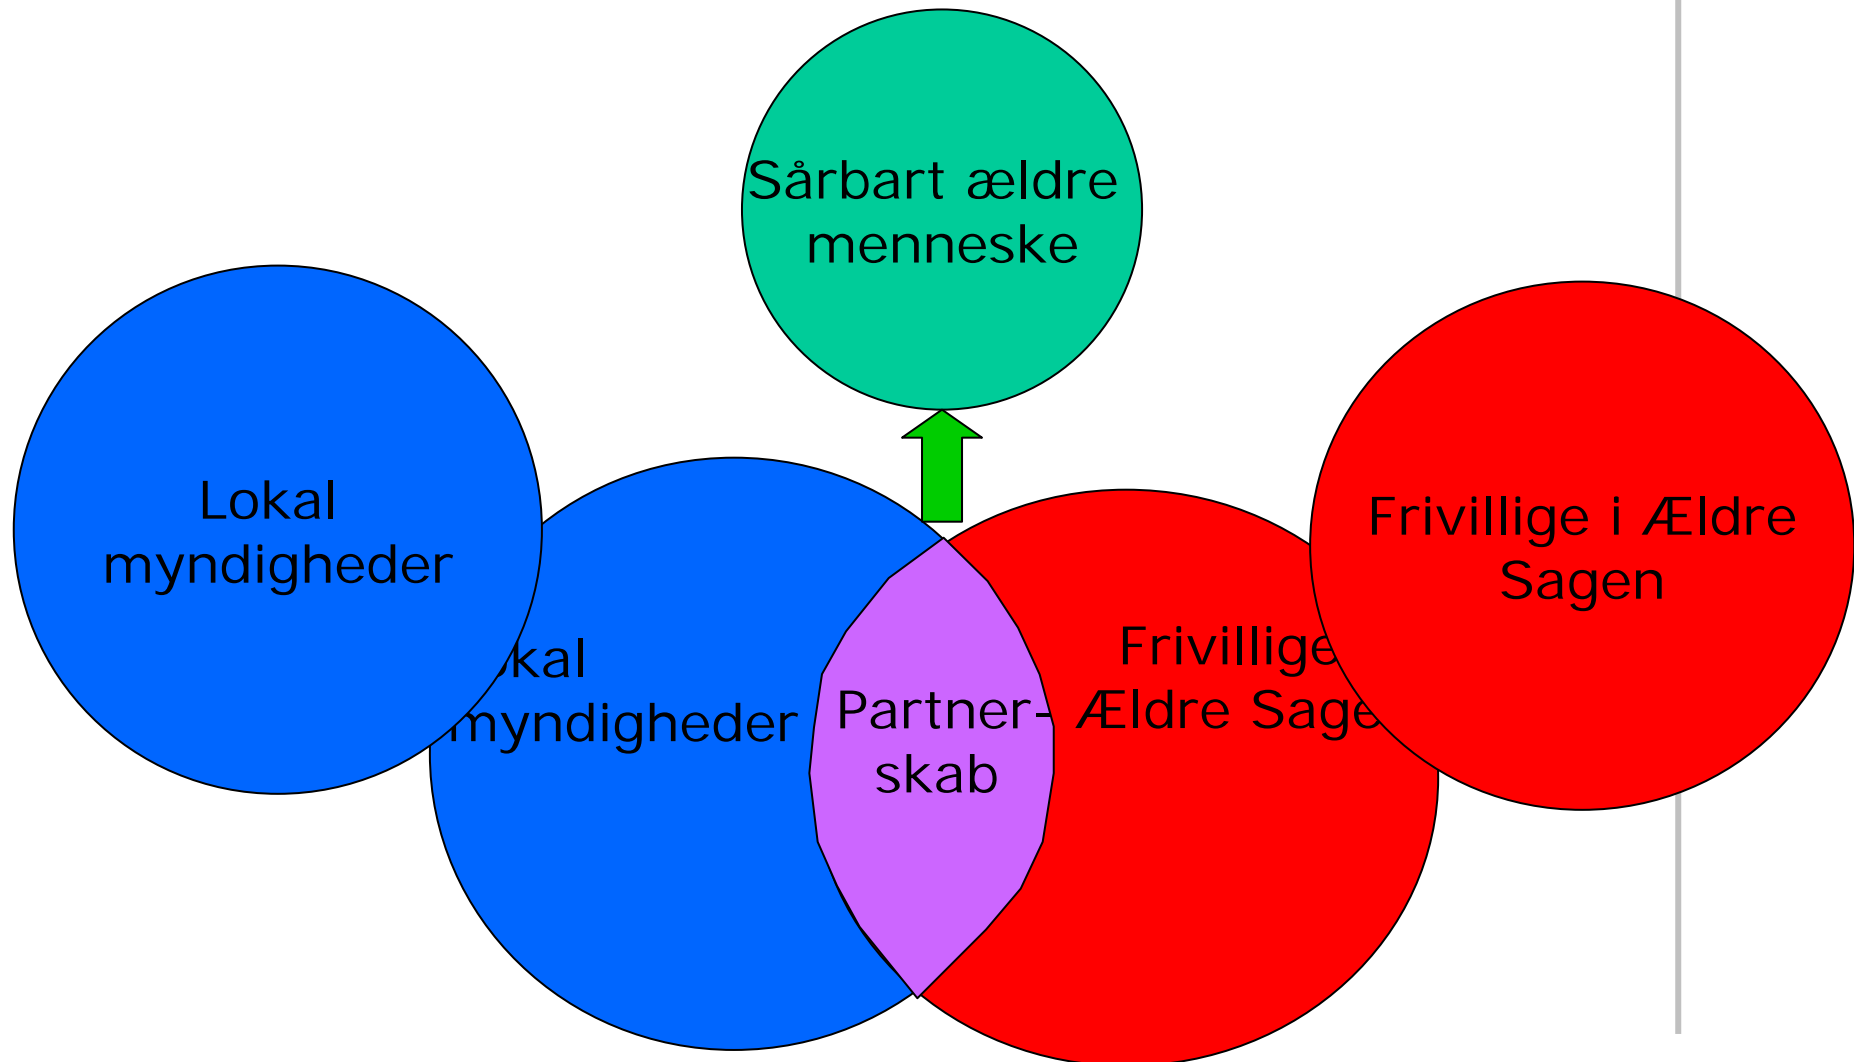 Sårbart ældre
menneske
Lokal
myndigheder
Frivillige i Ældre
Sagen
kal
myndigheder
Partner-
skab
Frivillige
Ældre Sage